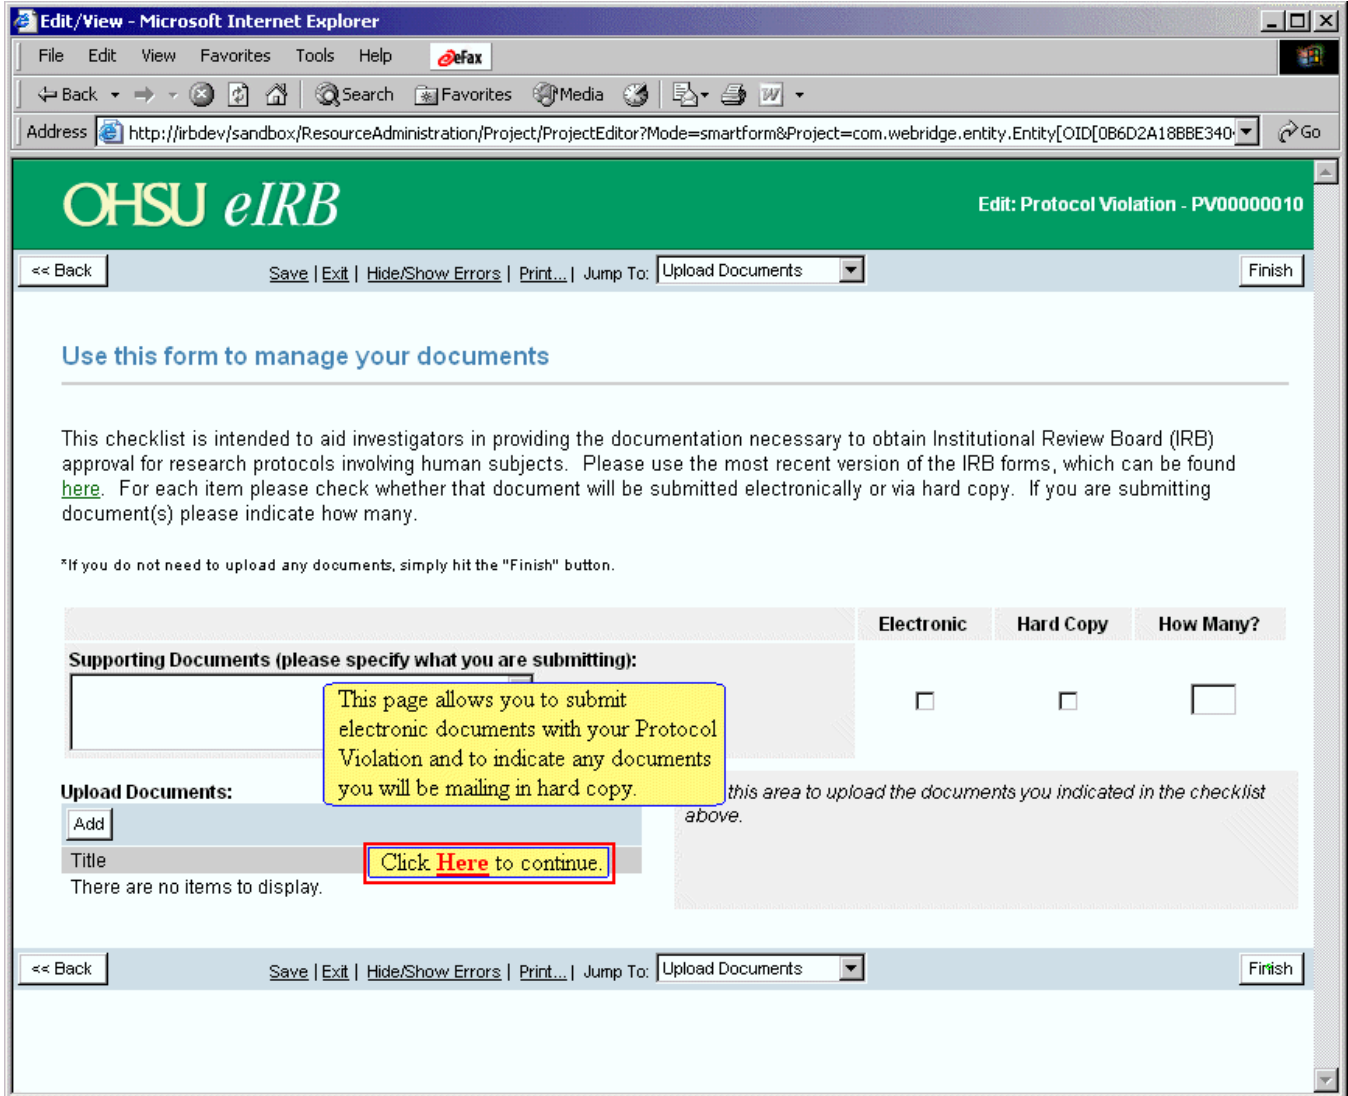 Edit/View - Microsoft Internet Explorer
File Edit View Favorites Tools Help eFax
Back Search Favorites Media
Address http://irbdev/sandbox/ResourceAdministration/Project/ProjectEditor?Mode=smartform&Project=com.webridge.entity.Entity[OID[0B6D2A18BBE340 Go
OHSU eIRB
Edit: Protocol Violation - PV00000010
<< Back Save | Exit | Hide/Show Errors | Print... | Jump To: Upload Documents Finish
Use this form to manage your documents
This checklist is intended to aid investigators in providing the documentation necessary to obtain Institutional Review Board (IRB)
approval for research protocols involving human subjects. Please use the most recent version of the IRB forms, which can be found
here. For each item please check whether that document will be submitted electronically or via hard copy. If you are submitting
document(s) please indicate how many.
*If you do not need to upload any documents, simply hit the "Finish" button.
Electronic Hard Copy How Many?
Supporting Documents (please specify what you are submitting):
This page allows you to submit
electronic documents with your Protocol
Violation and to indicate any documents
you will be mailing in hard copy.
Upload Documents:
this area to upload the documents you indicated in the checklist
above.
Add
Title
Click Here to continue.
There are no items to display.
<< Back Save | Exit | Hide/Show Errors | Print... | Jump To: Upload Documents Finish